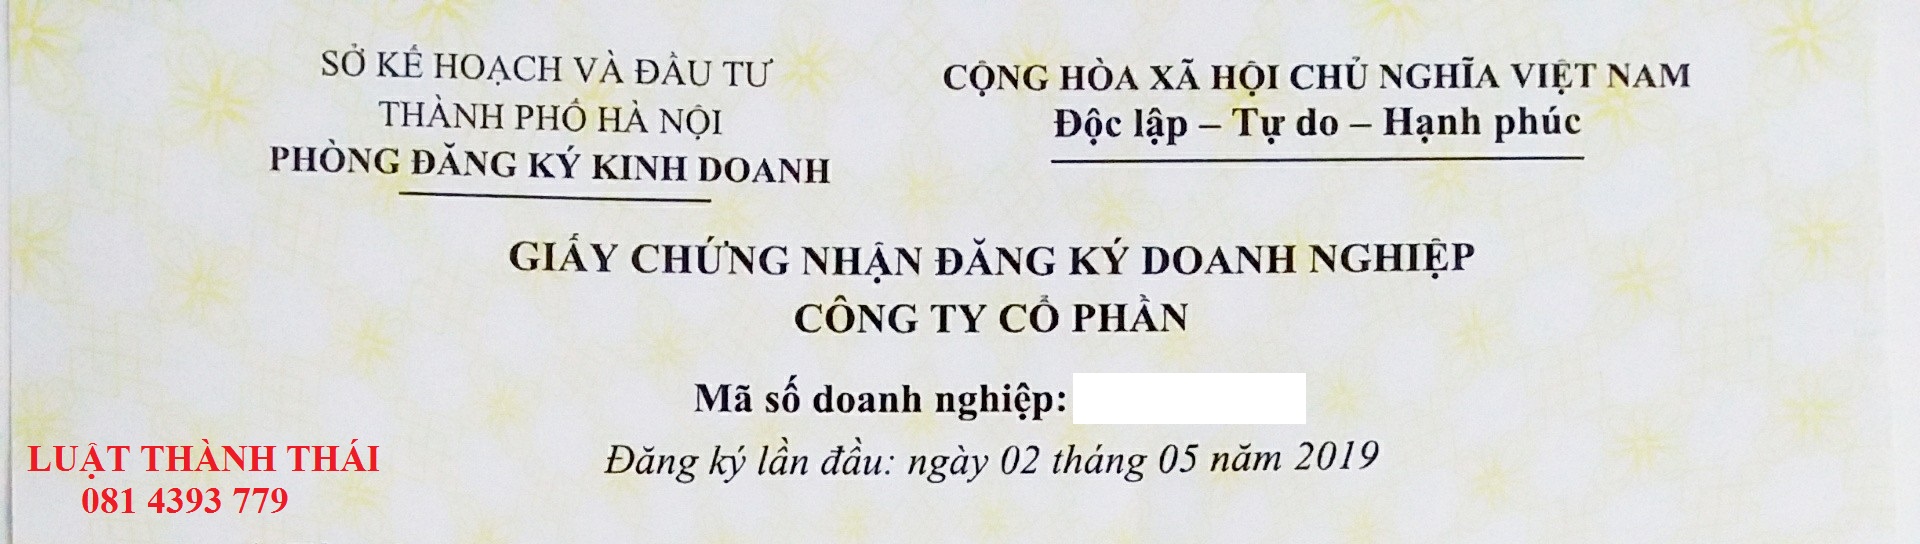 SỞ KẾ HOẠCH VÀ ĐẦU TƯ
THÀNH PHỐ HÀ NỘI
PHÒNG ĐĂNG KÝ KINH DOANH
CỘNG HÒA XÃ HỘI CHỦ NGHĨA VIỆT NAM
Độc lập – Tự do – Hạnh phúc
GIẤY CHỨNG NHẬN ĐĂNG KÝ DOANH NGHIỆP
CÔNG TY CỔ PHẦN
Mã số doanh nghiệp:
Đăng ký lần đầu: ngày 02 tháng 05 năm 2019
LUẬT THÀNH THÁI
081 4393 779